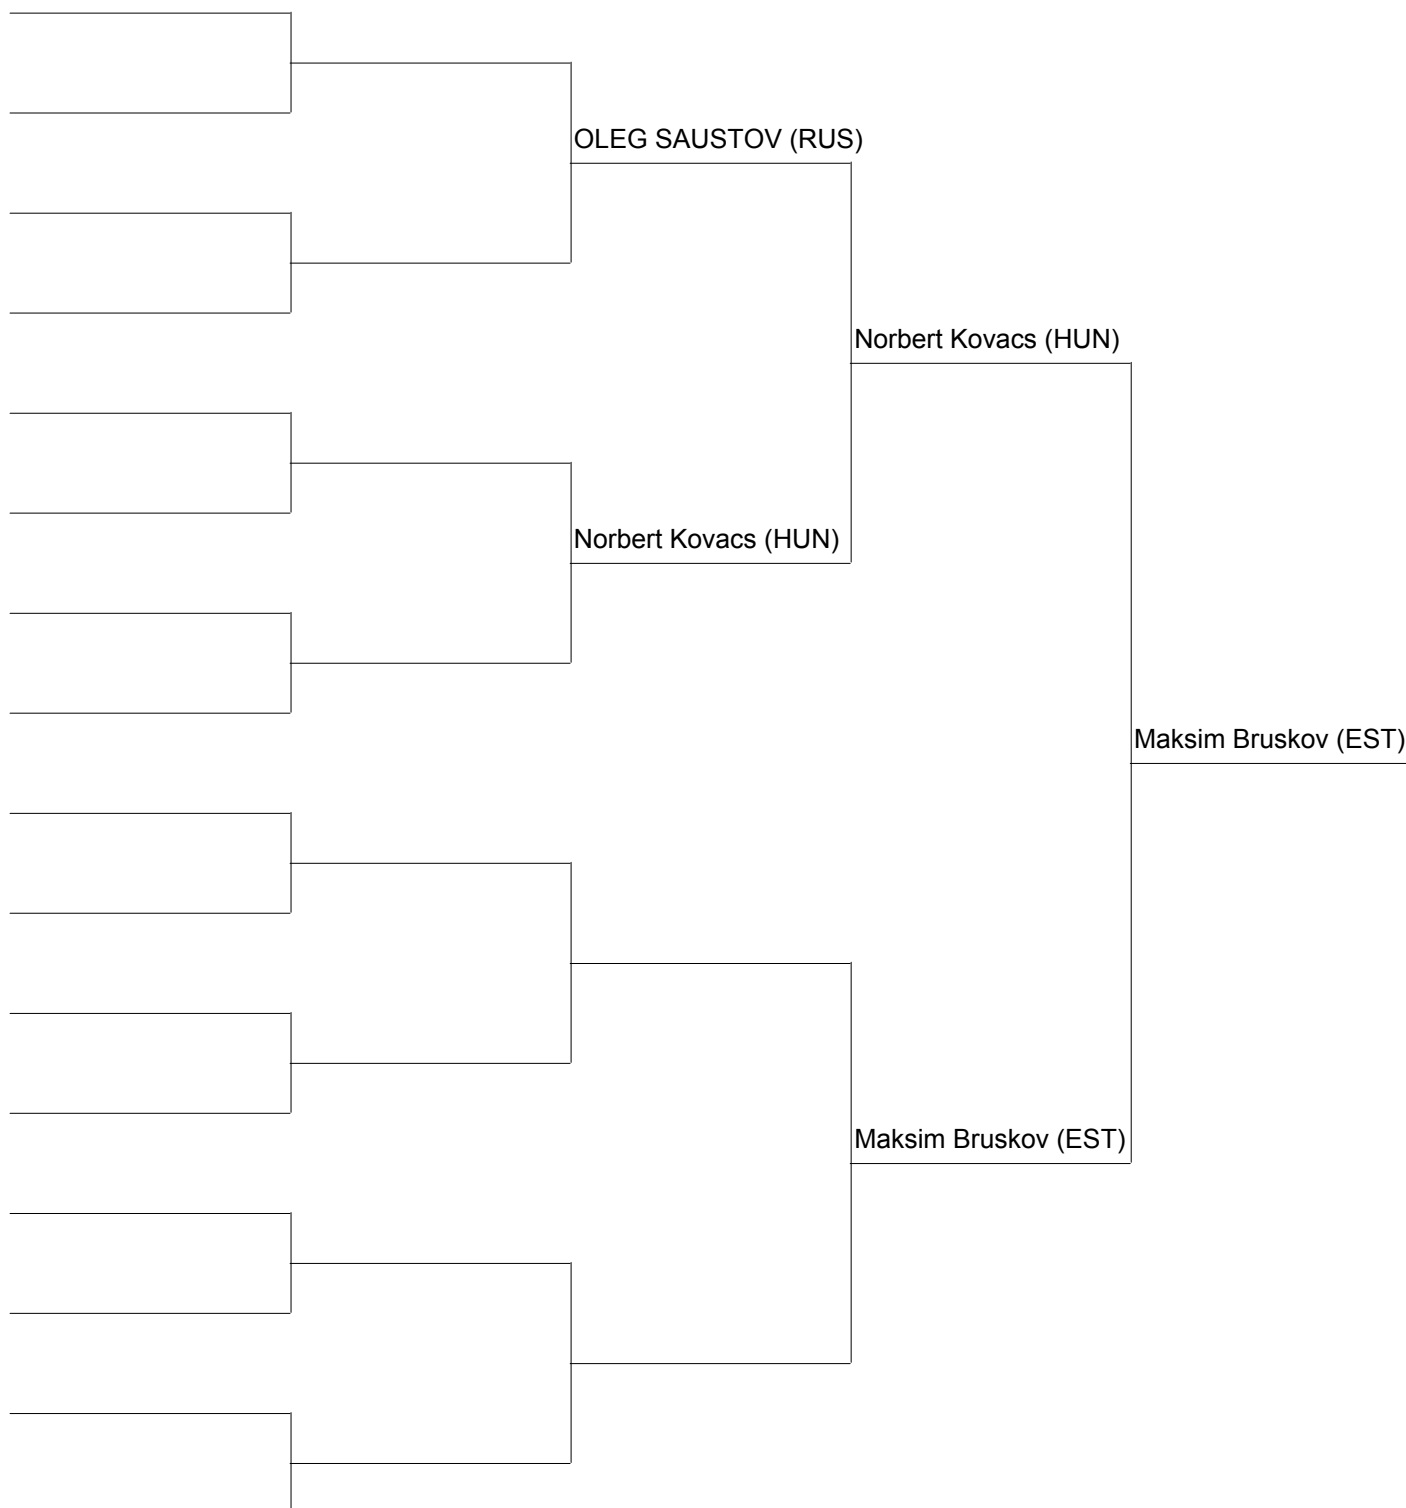 OLEG SAUSTOV (RUS)
Norbert Kovacs (HUN)
Norbert Kovacs (HUN)
Maksim Bruskov (EST)
Maksim Bruskov (EST)